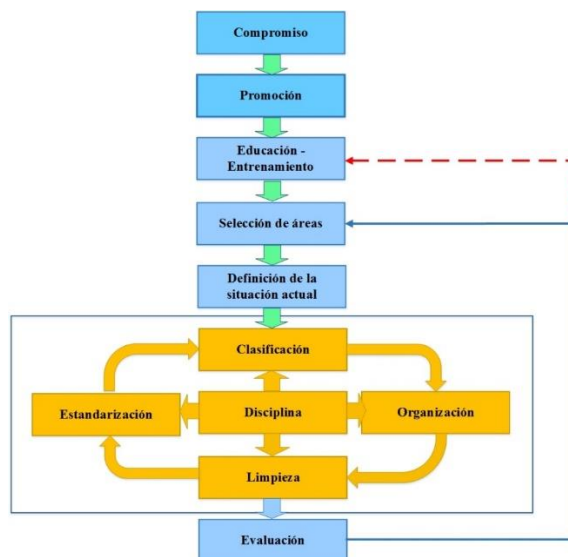 Compromiso
Promoción
Educación -
Entrenamiento
Selección de áreas
Definición de la
situación actual
Clasificación
Estandarización
Disciplina
Organización
Limpieza
Evaluación